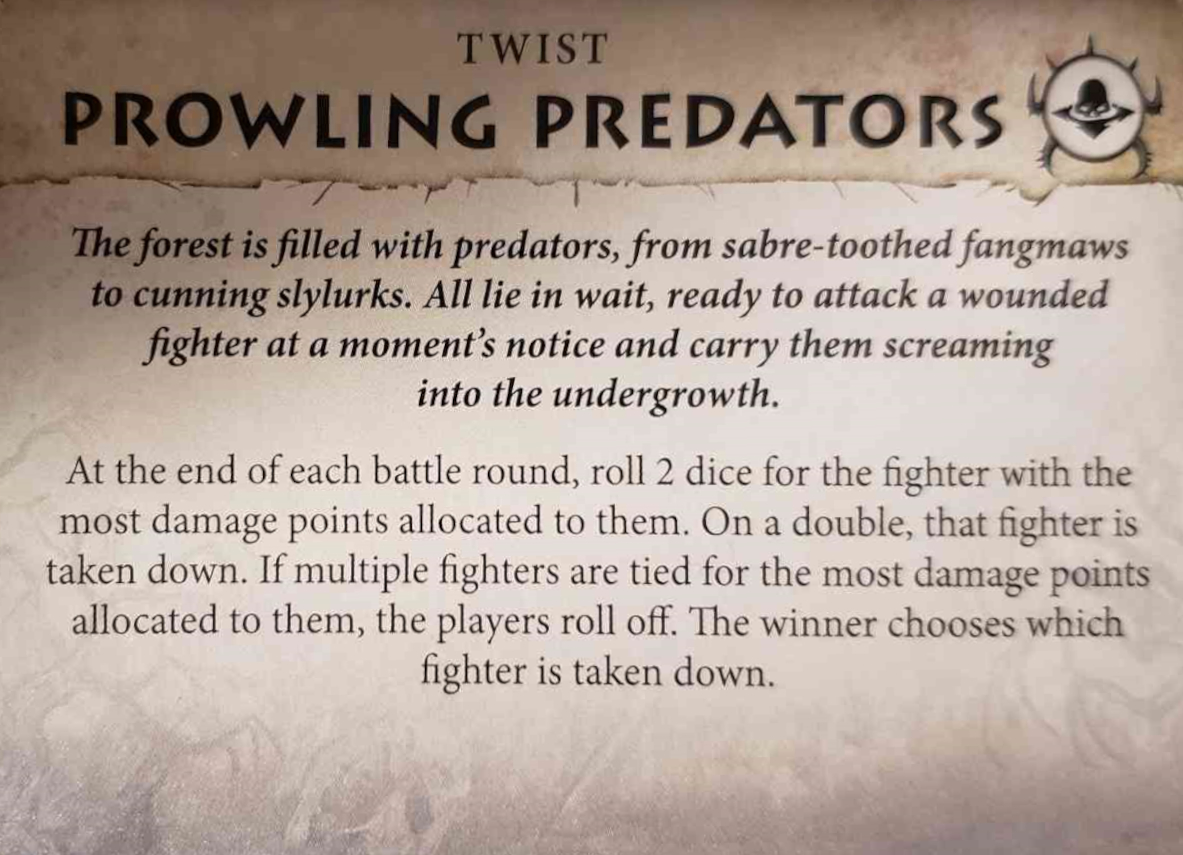 TWIST
PROWLING PREDATORS
The forest is filled with predators, from sabre-toothed fangmaws
to cunning slylurks. All lie in wait, ready to attack a wounded
fighter at a moment's notice and carry them screaming
into the undergrowth.
At the end of each battle round, roll 2 dice for the fighter with the
most damage points allocated to them. On a double, that fighter is
taken down. If multiple fighters are tied for the most damage points
allocated to them, the players roll off. The winner chooses which
fighter is taken down.